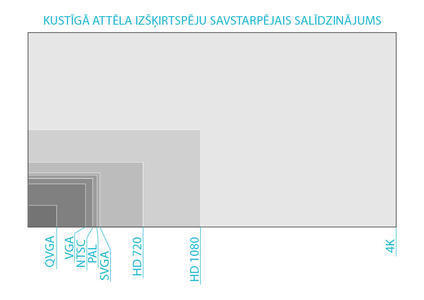 KUSTĪGĀ ATTĒLA IZŠĶIRTSPĒJU SAVSTARPĒJAIS SALĪDZINĀJUMS
QVGA
VGA
NTSC
PAL
SVGA
HD 720
HD 1080
4K